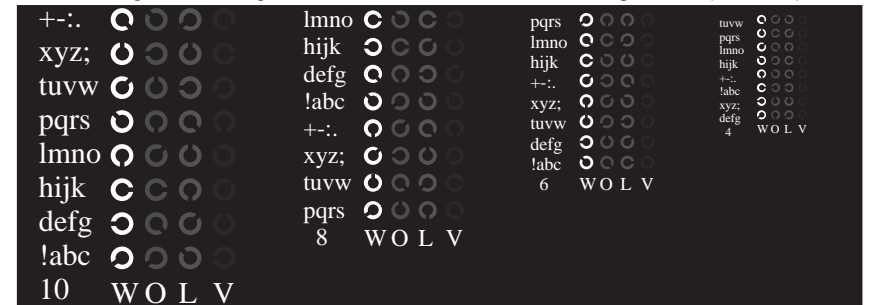 +-:.
xyz;
tuvw
pqrs
lmno
hijk
defg
!abc
10 W O L V
lmno
hijk
defg
!abc
+-:.
xyz;
tuvw
pqrs
8 W O L V
pqrs
lmno
hijk
+-:.
xyz;
tuvw
defg
!abc
6 W O L V
tuvw
pqrs
lmno
hijk
+-:.
!abc
xyz;
defg
4 W O L V